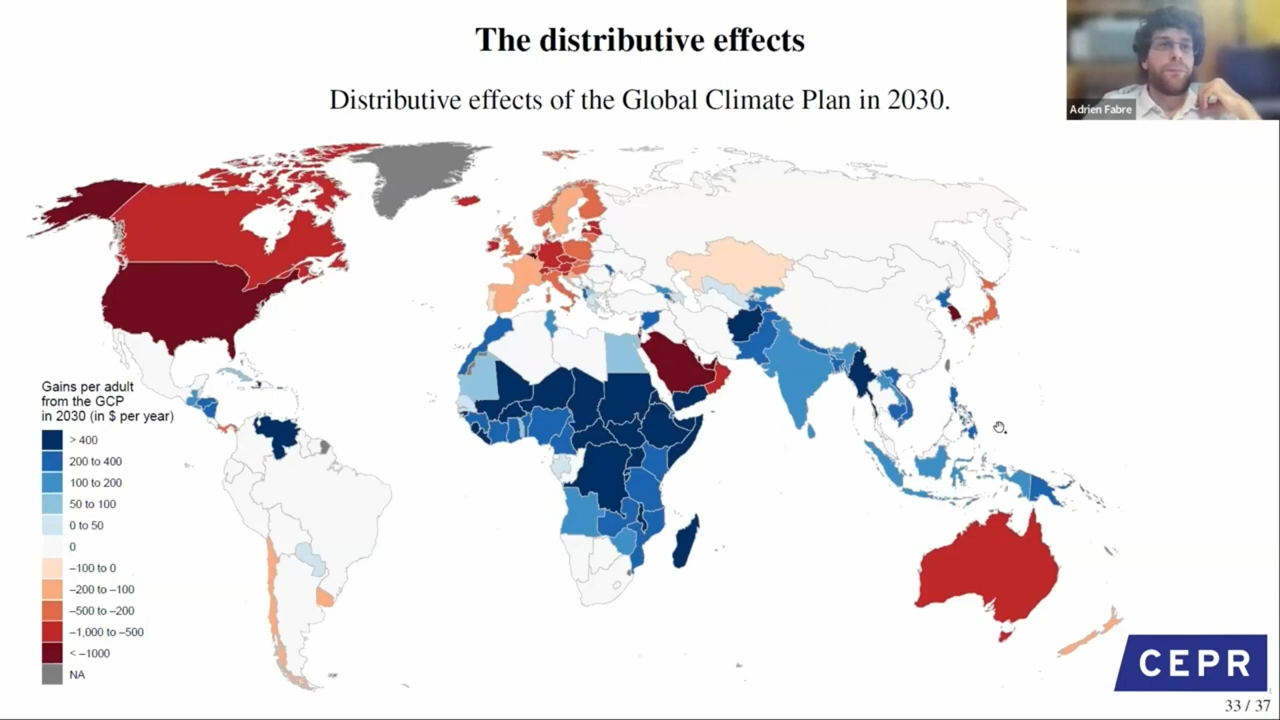 The distributive effects
Distributive effects of the Global Climate Plan in 2030.
Adrien Fabre
Gains per adult
from the GCP
in 2030 (in $ per year)
> 400
200 to 400
100 to 200
50 to 100
0 to 50
0
−100 to 0
−200 to −100
−500 to −200
−1,000 to −500
< −1000
NA
CEPR
33 / 37